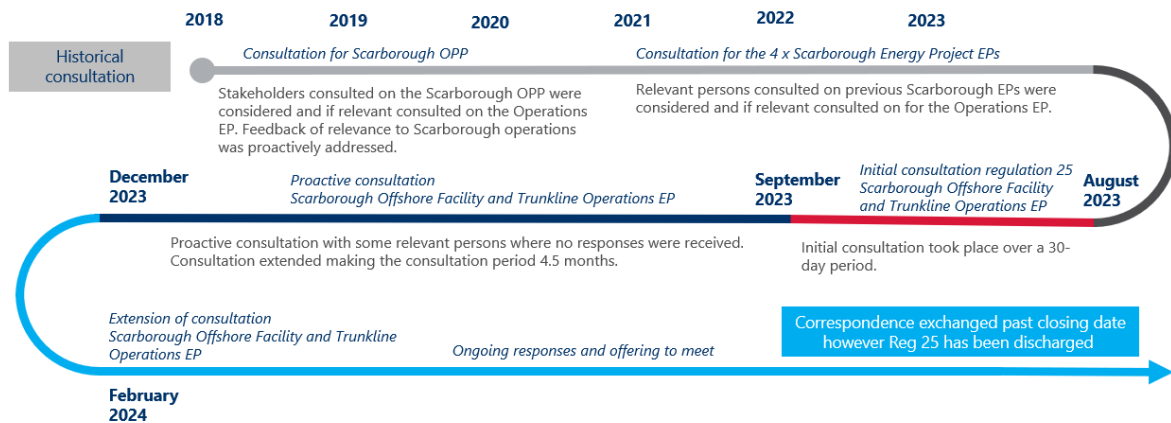 2018 2019 2020 2021 2022 2023
Historical
consultation
Consultation for Scarborough OPP
Consultation for the 4 x Scarborough Energy Project EPs
Stakeholders consulted on the Scarborough OPP were
considered and if relevant consulted on the Operations
EP. Feedback of relevance to Scarborough operations
was proactively addressed.
Relevant persons consulted on previous Scarborough EPs were
considered and if relevant consulted on for the Operations EP.
August
2023
Initial consultation regulation 25
Scarborough Offshore Facility
and Trunkline Operations EP
Initial consultation took place over a 30-
day period.
September
2023
Proactive consultation
Scarborough Offshore Facility and Trunkline Operations EP
Proactive consultation with some relevant persons where no responses were received.
Consultation extended making the consultation period 4.5 months.
December
2023
Extension of consultation
Scarborough Offshore Facility and Trunkline
Operations EP
Ongoing responses and offering to meet
Correspondence exchanged past closing date
however Reg 25 has been discharged
February
2024